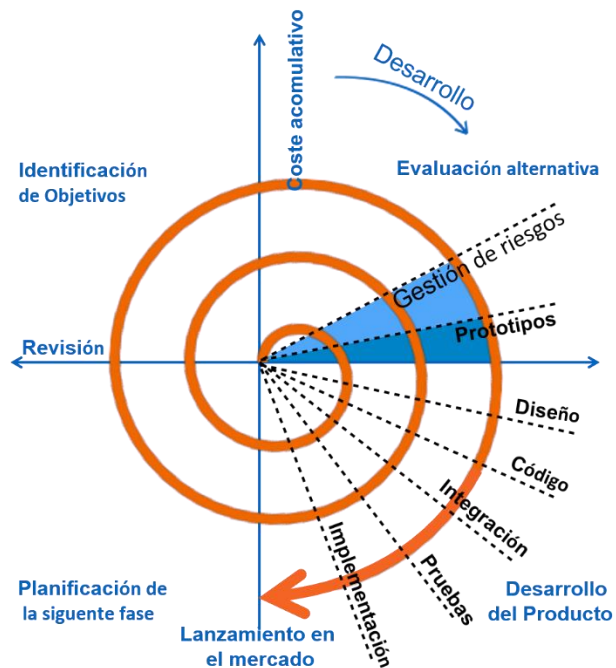 Coste acomulativo
Desarrollo
Identificación
de Objetivos
Evaluación alternativa
Gestión de riesgos
Prototipos
Revisión
Diseño
Código
Integración
Pruebas
Implementación
Planificación de
la siguente fase
Lanzamiento en
el mercado
Desarrollo
del Producto